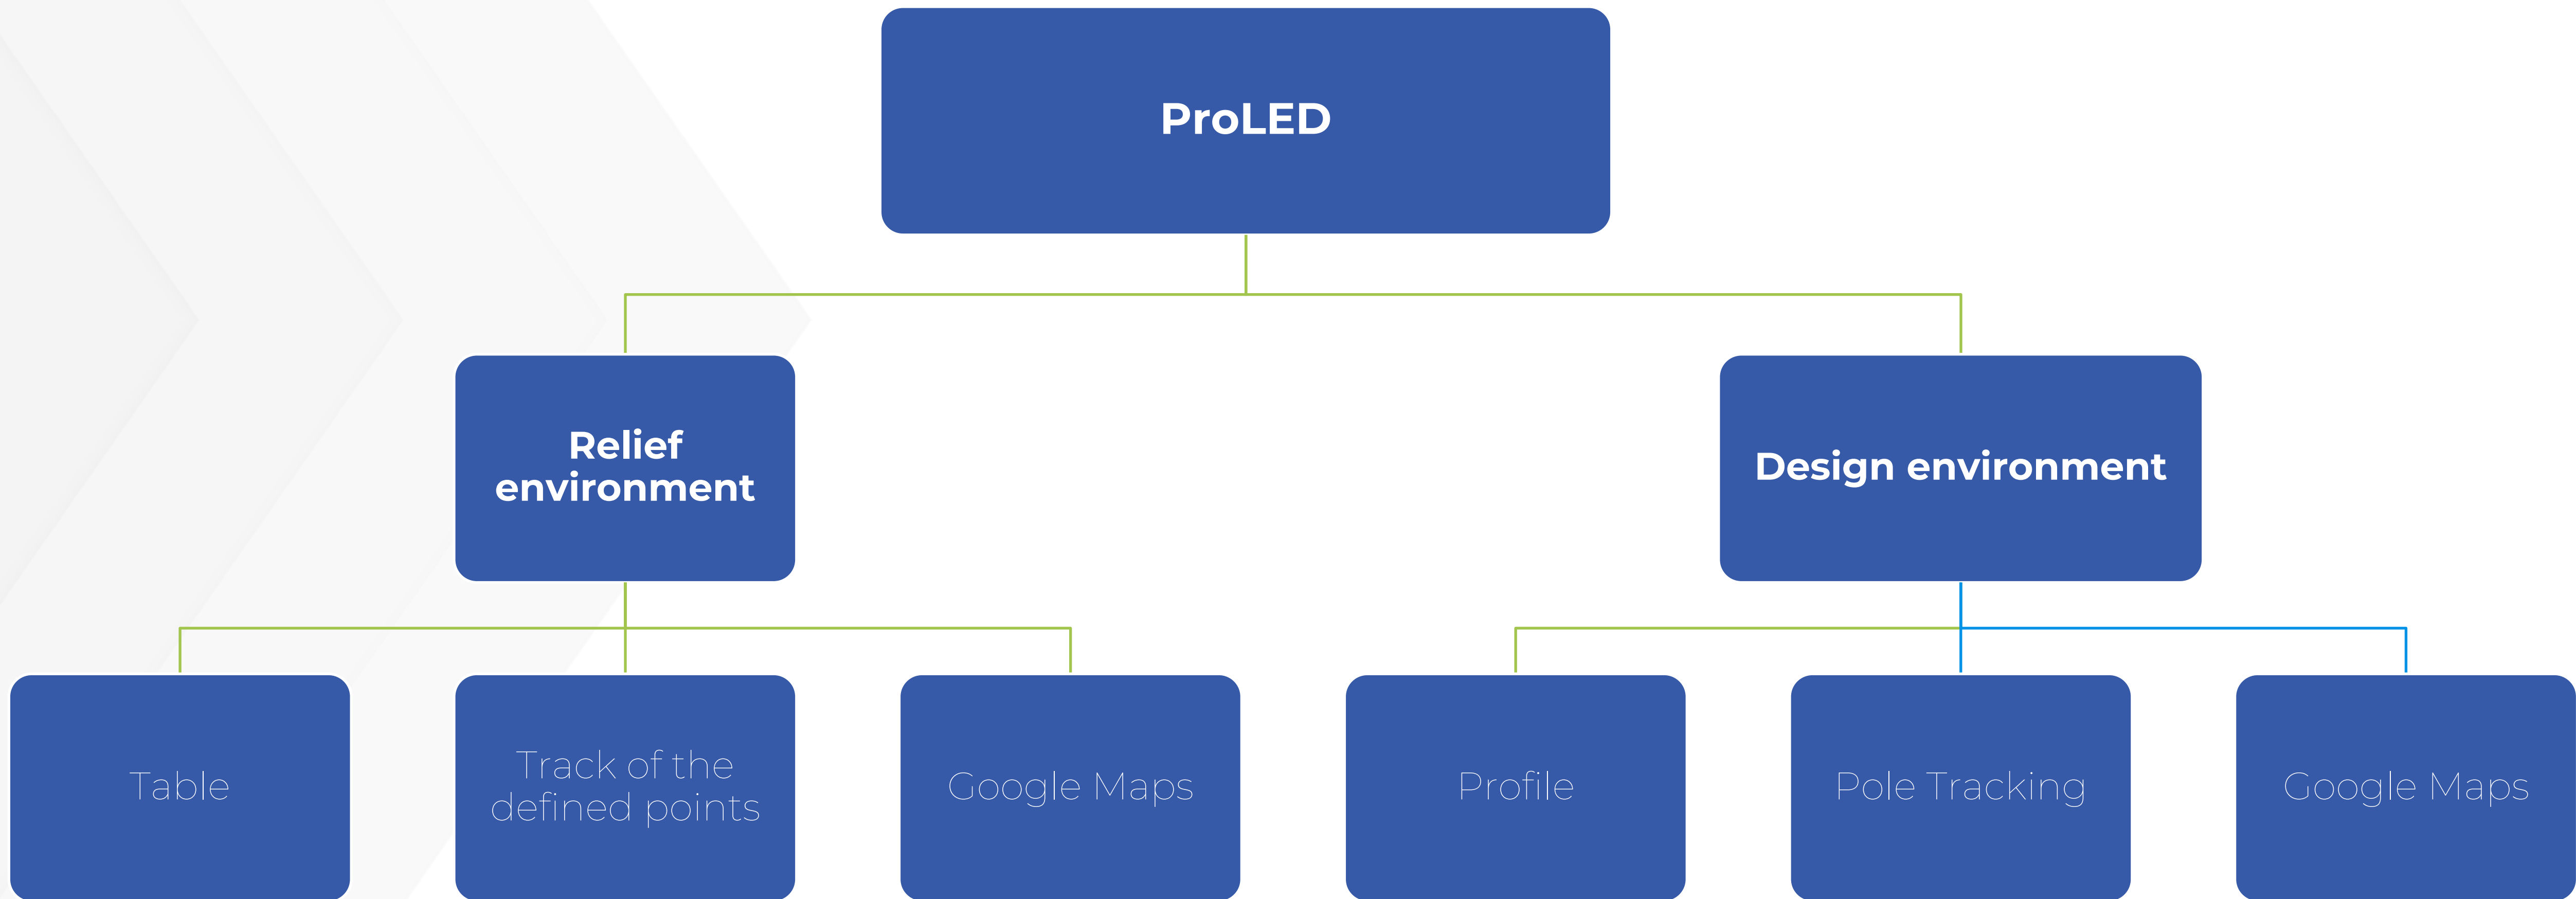 ProLED
Relief
environment
Design environment
Table
Track of the
defined points
Google Maps
Profile
Pole Tracking
Google Maps